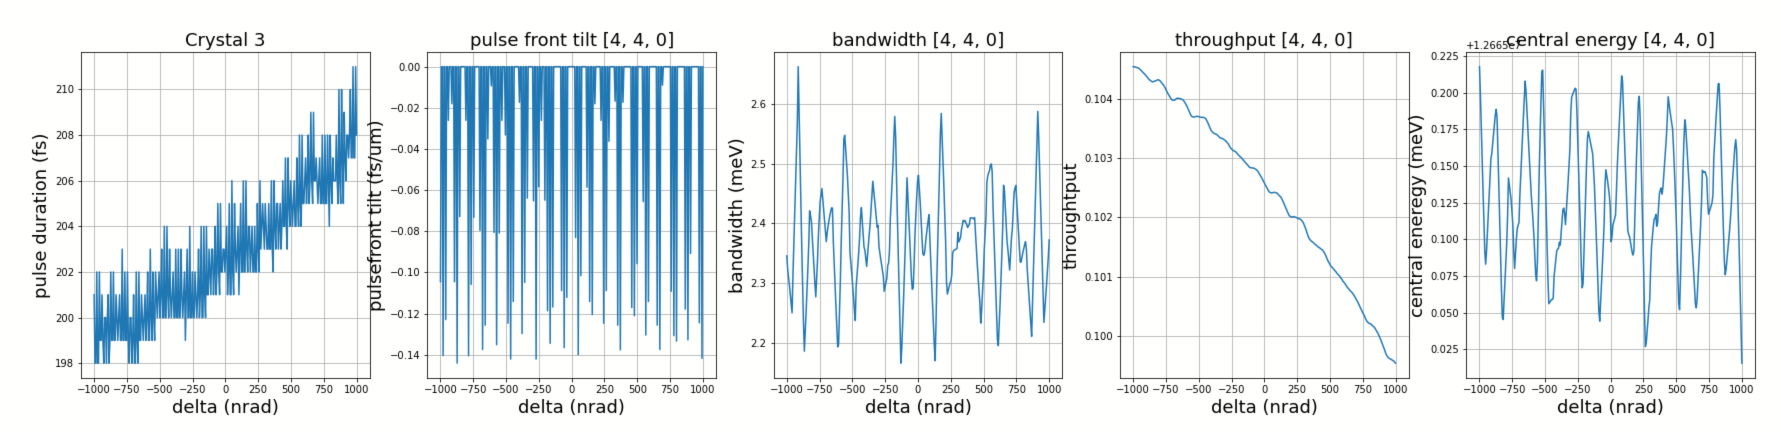 Crystal 3
pulse duration (fs)
210
208
206
204
202
200
198
−1000 −750 −500 −250 0 250 500 750 1000
delta (nrad)
pulse front tilt [4, 4, 0]
pulsefront tilt (fs/um)
0.00
−0.02
−0.04
−0.06
−0.08
−0.10
−0.12
−0.14
−1000 −750 −500 −250 0 250 500 750 1000
delta (nrad)
bandwidth [4, 4, 0]
bandwidth (meV)
2.6
2.5
2.4
2.3
2.2
−1000 −750 −500 −250 0 250 500 750 1000
delta (nrad)
throughput [4, 4, 0]
throughtput
0.104
0.103
0.102
0.101
0.100
−1000 −750 −500 −250 0 250 500 750 1000
delta (nrad)
central energy [4, 4, 0]
+1.2665e7
central eneregy (meV)
0.225
0.200
0.175
0.150
0.125
0.100
0.075
0.050
0.025
−1000 −750 −500 −250 0 250 500 750 1000
delta (nrad)